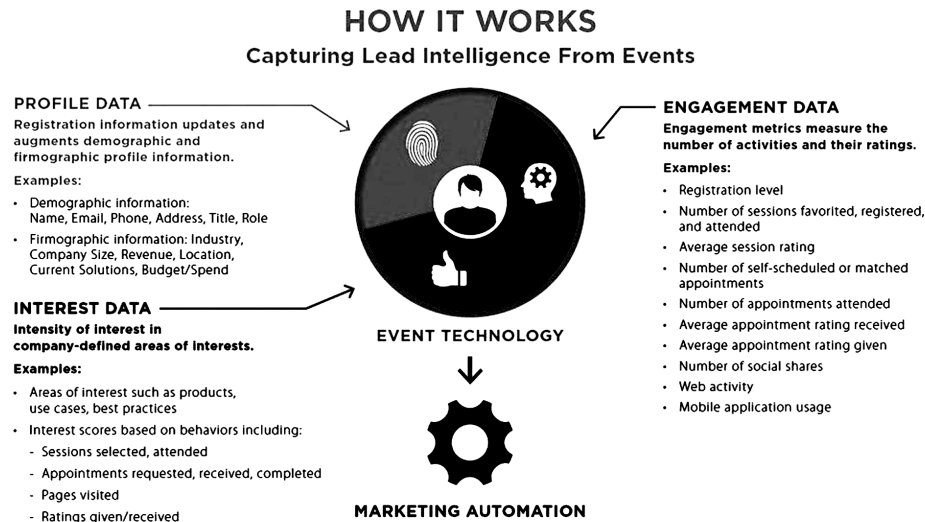 HOW IT WORKS
Capturing Lead Intelligence From Events
PROFILE DATA
Registration information updates and
augments demographic and
firmographic profile information.
Examples:
• Demographic information:
Name, Email, Phone, Address, Title, Role
• Firmographic information: Industry,
Company Size, Revenue, Location,
Current Solutions, Budget/Spend
INTEREST DATA
Intensity of interest in
company-defined areas of interests.
Examples:
• Areas of interest such as products,
use cases, best practices
• Interest scores based on behaviors including:
- Sessions selected, attended
- Appointments requested, received, completed
- Pages visited
- Ratings given/received
EVENT TECHNOLOGY
MARKETING AUTOMATION
ENGAGEMENT DATA
Engagement metrics measure the
number of activities and their ratings.
Examples:
• Registration level
• Number of sessions favorited, registered,
and attended
• Average session rating
• Number of self-scheduled or matched
appointments
• Number of appointments attended
• Average appointment rating received
• Average appointment rating given
• Number of social shares
• Web activity
• Mobile application usage